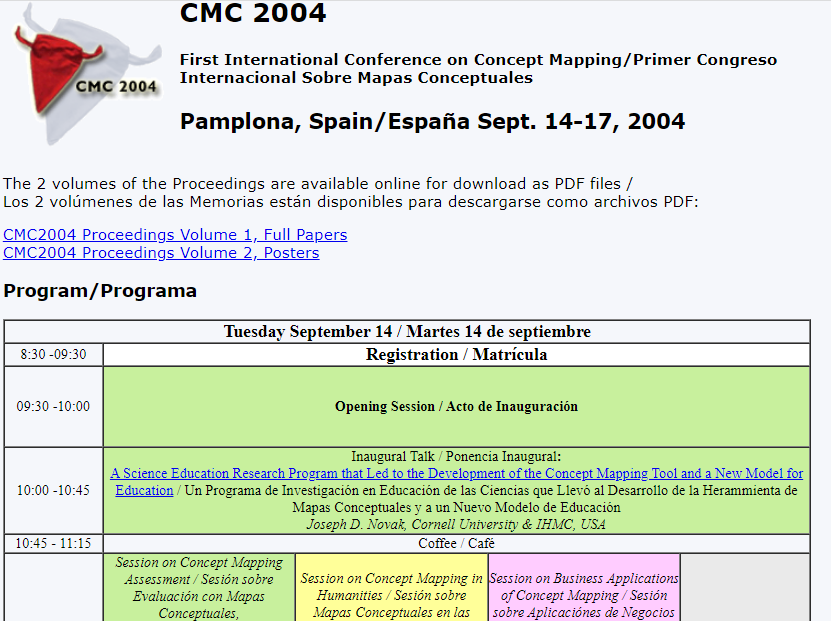 CMC 2004
CMC 2004
First International Conference on Concept Mapping/Primer Congreso
Internacional Sobre Mapas Conceptuales
Pamplona, Spain/España Sept. 14-17, 2004
The 2 volumes of the Proceedings are available online for download as PDF files /
Los 2 volúmenes de las Memorias están disponibles para descargarse como archivos PDF:
CMC2004 Proceedings Volume 1, Full Papers
CMC2004 Proceedings Volume 2, Posters
Program/Programa
Tuesday September 14 / Martes 14 de septiembre
8:30 -09:30
Registration / Matrícula
09:30 -10:00
Opening Session / Acto de Inauguración
10:00 -10:45
Inaugural Talk / Ponencia Inaugural:
A Science Education Research Program that Led to the Development of the Concept Mapping Tool and a New Model for
Education / Un Programa de Investigación en Educación de las Ciencias que Llevó al Desarrollo de la Herammienta de
Mapas Conceptuales y a un Nuevo Modelo de Educación
Joseph D. Novak, Cornell University & IHMC, USA
10:45 - 11:15
Coffee / Café
Session on Concept Mapping
Assessment / Sesión sobre
Evaluación con Mapas
Conceptuales,
Session on Concept Mapping in
Humanities / Sesión sobre
Mapas Conceptuales en las
Session on Business Applications
of Concept Mapping / Sesión
sobre Aplicaciónes de Negocios